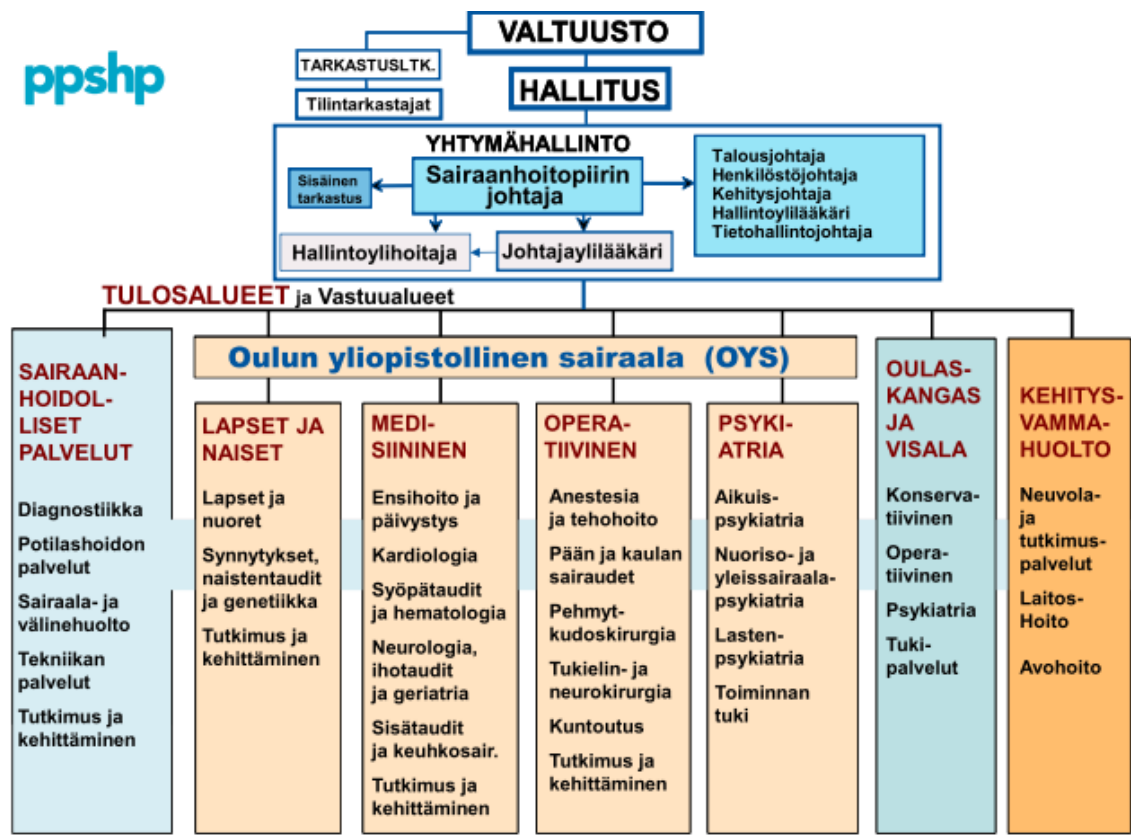 VALTUUSTO
ppshp
TARKASTUSLTK.
Tilintarkastajat
HALLITUS
YHTYMÄHALLINTO
Sisäinen
tarkastus
Sairaanhoitopiirin
johtaja
Talousjohtaja
Henkilöstöjohtaja
Kehitysjohtaja
Hallintoylilääkäri
Tietohallintojohtaja
Hallintoylihoitaja
Johtajaylilääkäri
TULOSALUEET ja Vastuualueet
Oulun yliopistollinen sairaala (OYS)
SAIRAAN-
HOIDOL-
LISET
PALVELUT
Diagnostiikka
Potilashoidon
palvelut
Sairaala- ja
välinehuolto
Tekniikan
palvelut
Tutkimus ja
kehittäminen
LAPSET JA
NAISET
Lapset ja
nuoret
Synnytykset,
naistentaudit
ja genetiikka
Tutkimus ja
kehittäminen
MEDI-
SIININEN
Ensihoito ja
päivystys
Kardiologia
Syöpätaudit
ja hematologia
Neurologia,
ihotaudit
ja geriatria
Sisätaudit
ja keuhkosair.
Tutkimus ja
kehittäminen
OPERA-
TIIVINEN
Anestesia
ja tehohoito
Pään ja kaulan
sairaudet
Pehmyt-
kudoskirurgia
Tukielin- ja
neurokirurgia
Kuntoutus
Tutkimus ja
kehittäminen
PSYKI-
ATRIA
Aikuis-
psykiatria
Nuoriso- ja
yleissairaala-
psykiatria
Lasten-
psykiatria
Toiminnan
tuki
OULAS-
KANGAS
JA
VISALA
Konserva-
tiivinen
Opera-
tiivinen
Psykiatria
Tuki-
palvelut
KEHITYS-
VAMMA-
HUOLTO
Neuvola-
ja
tutkimus-
palvelut
Laitos-
Hoito
Avohoito